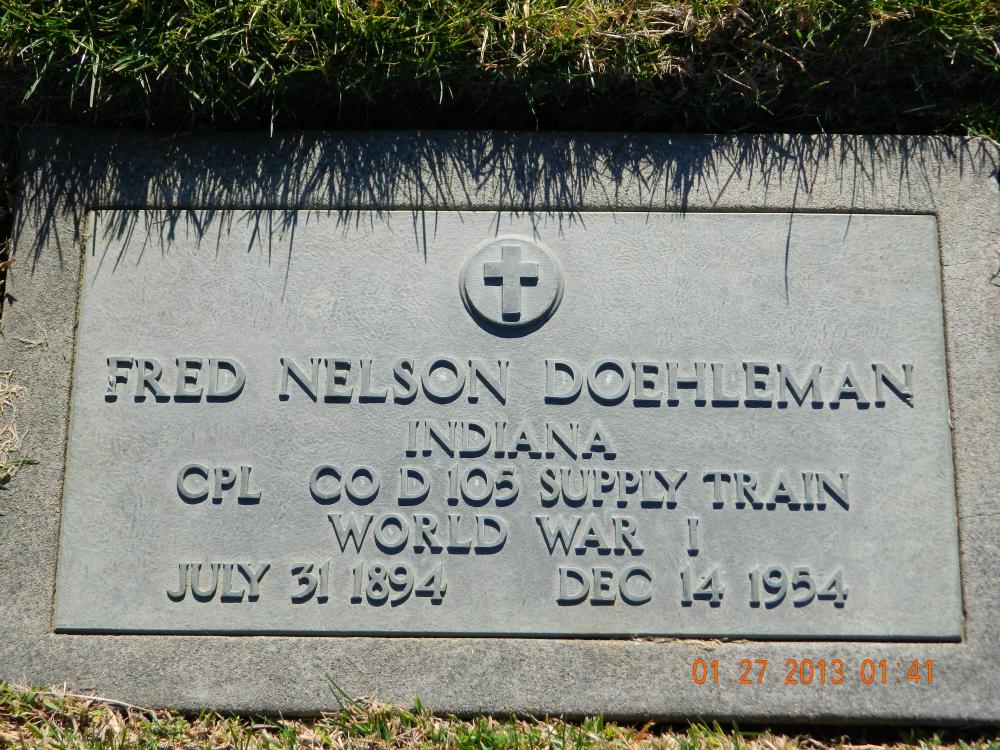 FRED NELSON DOEHLEMAN
INDIANA
CPL CO D 105 SUPPLY TRAIN
WORLD WAR I
JULY 31 1894 DEC 14 1954
01.27.2013 01:41